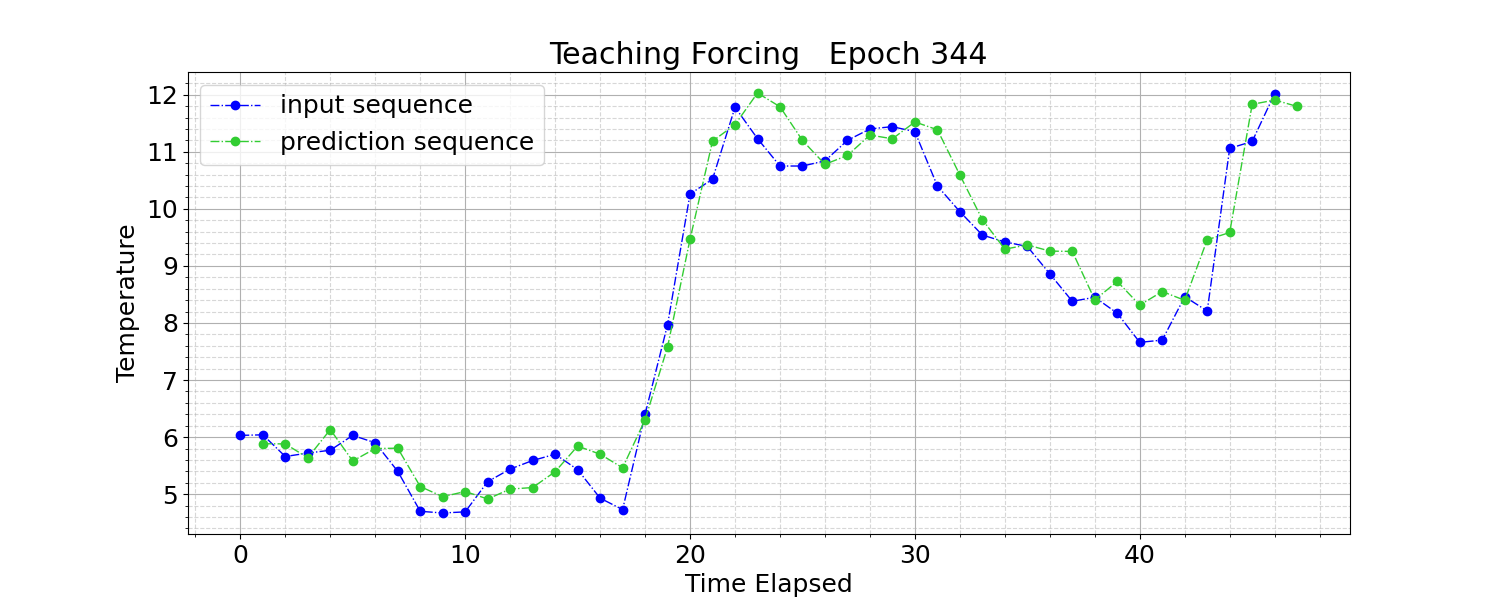 Teaching Forcing   Epoch 344
input sequence
prediction sequence
Temperature
12
11
10
9
8
7
6
5
0 10 20 30 40
Time Elapsed